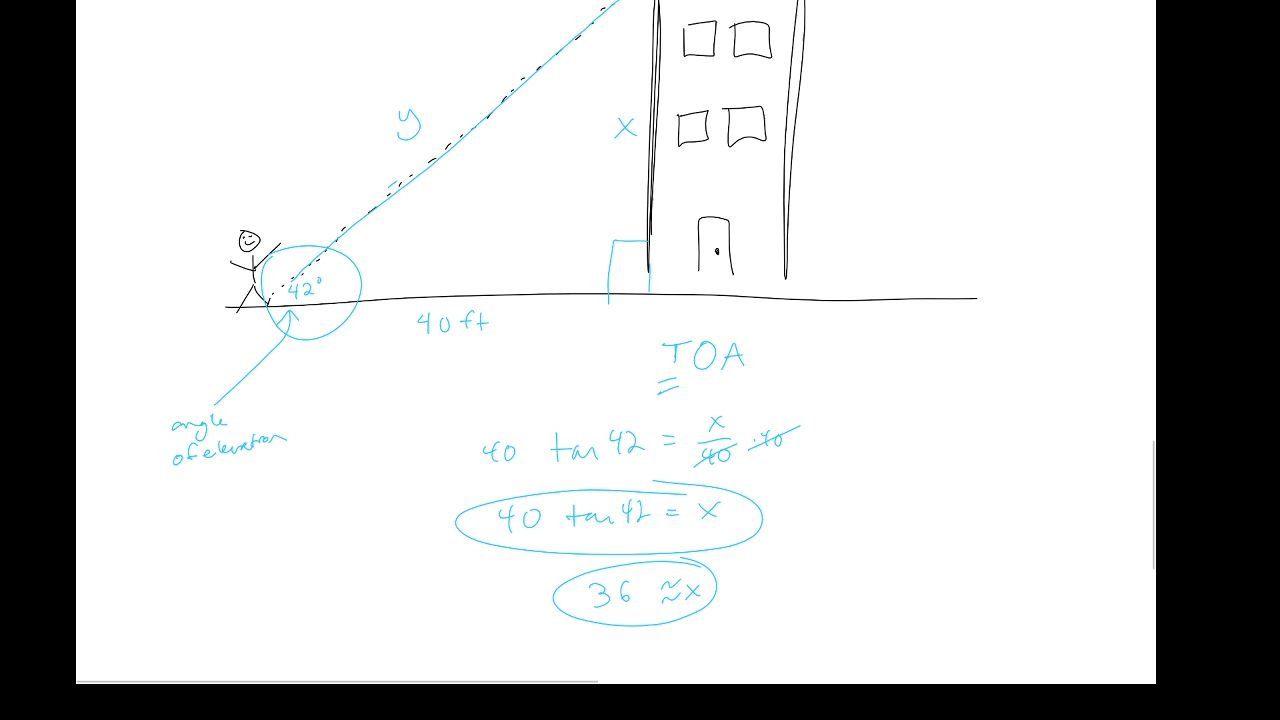 y
x
42°
40 ft
TOA
angle
of elevation
40 tan 42 = x/40 · 40
40 tan 42 = x
36 ≈ x